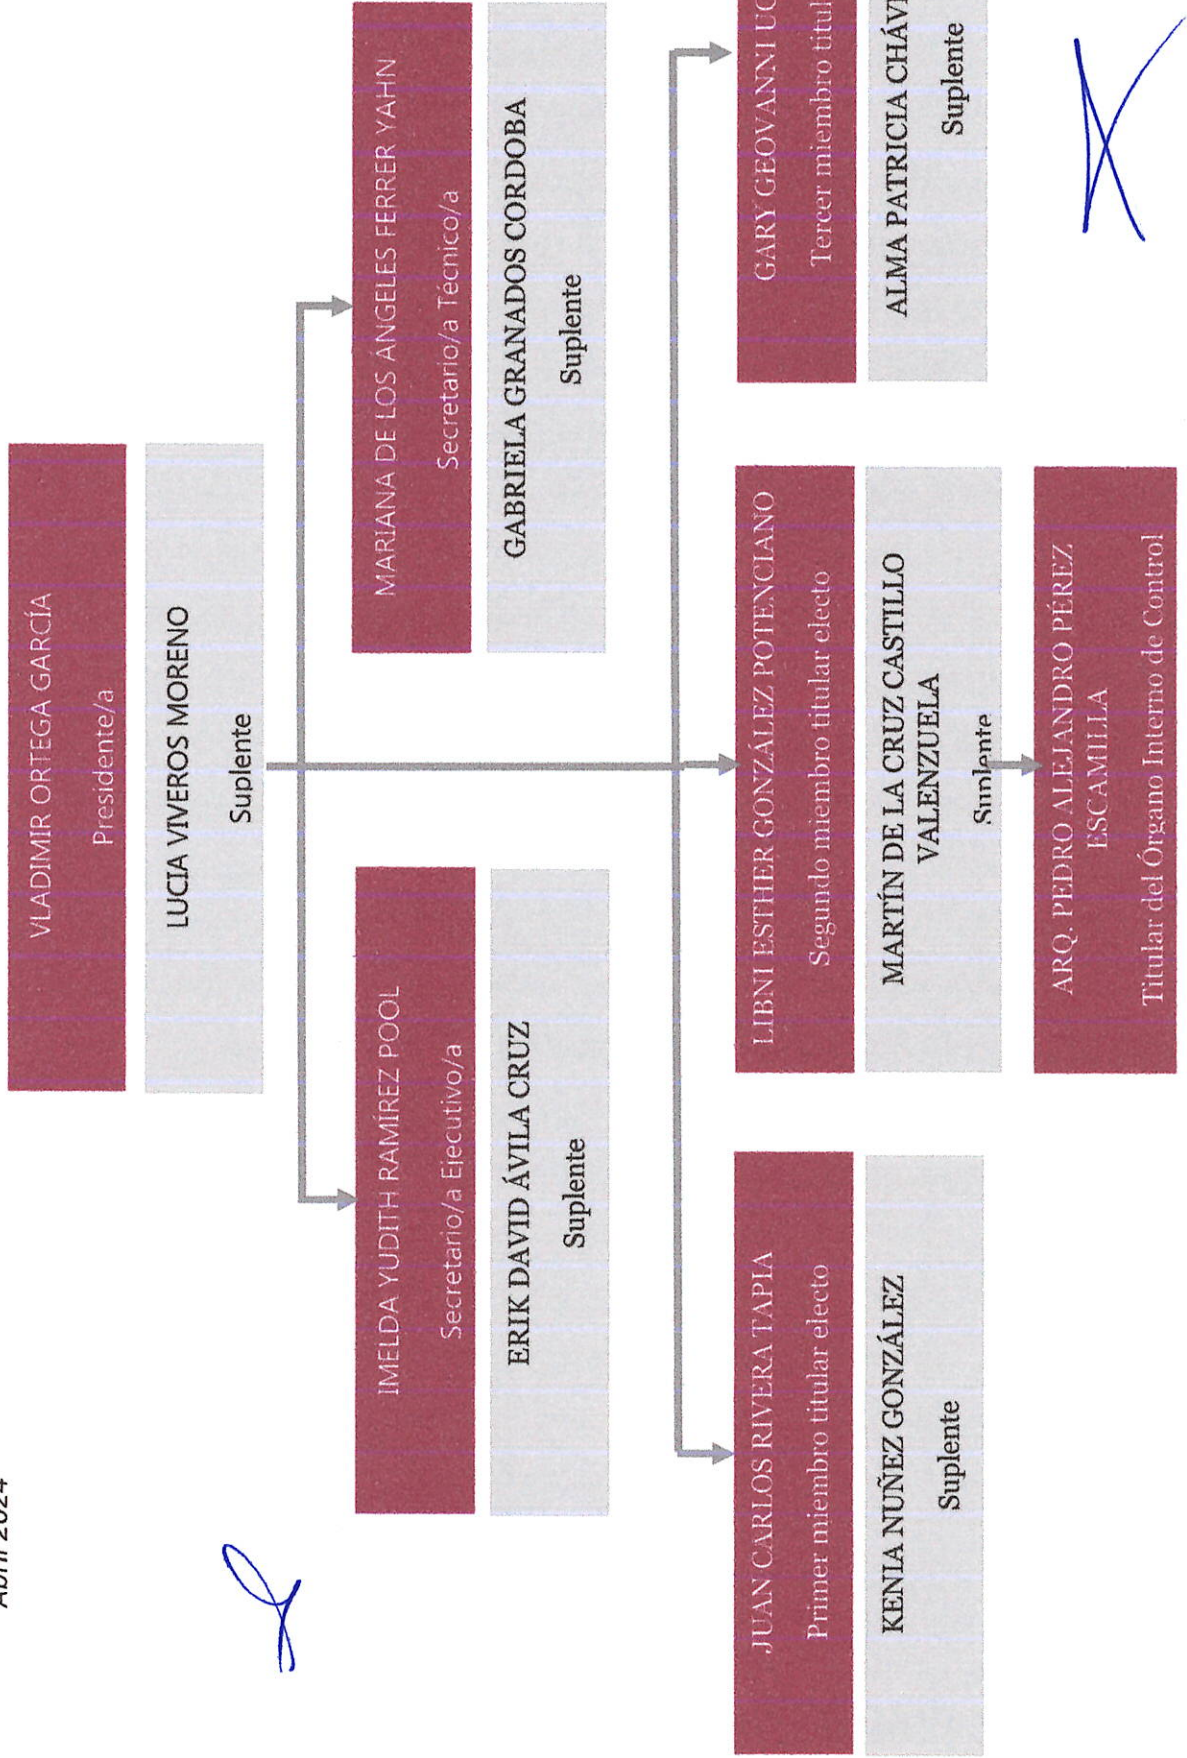 Abril 2024
VLADIMIR ORTEGA GARCÍA
Presidente/a
LUCIA VIVEROS MORENO
Suplente
IMELDA YUDITH RAMÍREZ POOL
Secretario/a Ejecutivo/a
ERIK DAVID ÁVILA CRUZ
Suplente
MARIANA DE LOS ÁNGELES FERRER YAHN
Secretario/a Técnico/a
GABRIELA GRANADOS CORDOBA
Suplente
JUAN CARLOS RIVERA TAPIA
Primer miembro titular electo
KENIA NUÑEZ GONZÁLEZ
Suplente
LIBNI ESTHER GONZÁLEZ POTENCIANO
Segundo miembro titular electo
MARTÍN DE LA CRUZ CASTILLO
VALENZUELA
Suplente
ARQ. PEDRO ALEJANDRO PÉREZ
ESCAMILLA
Titular del Órgano Interno de Control
GARY GEOVANNI
Tercer miembro
ALMA PATRICIA
Suplente